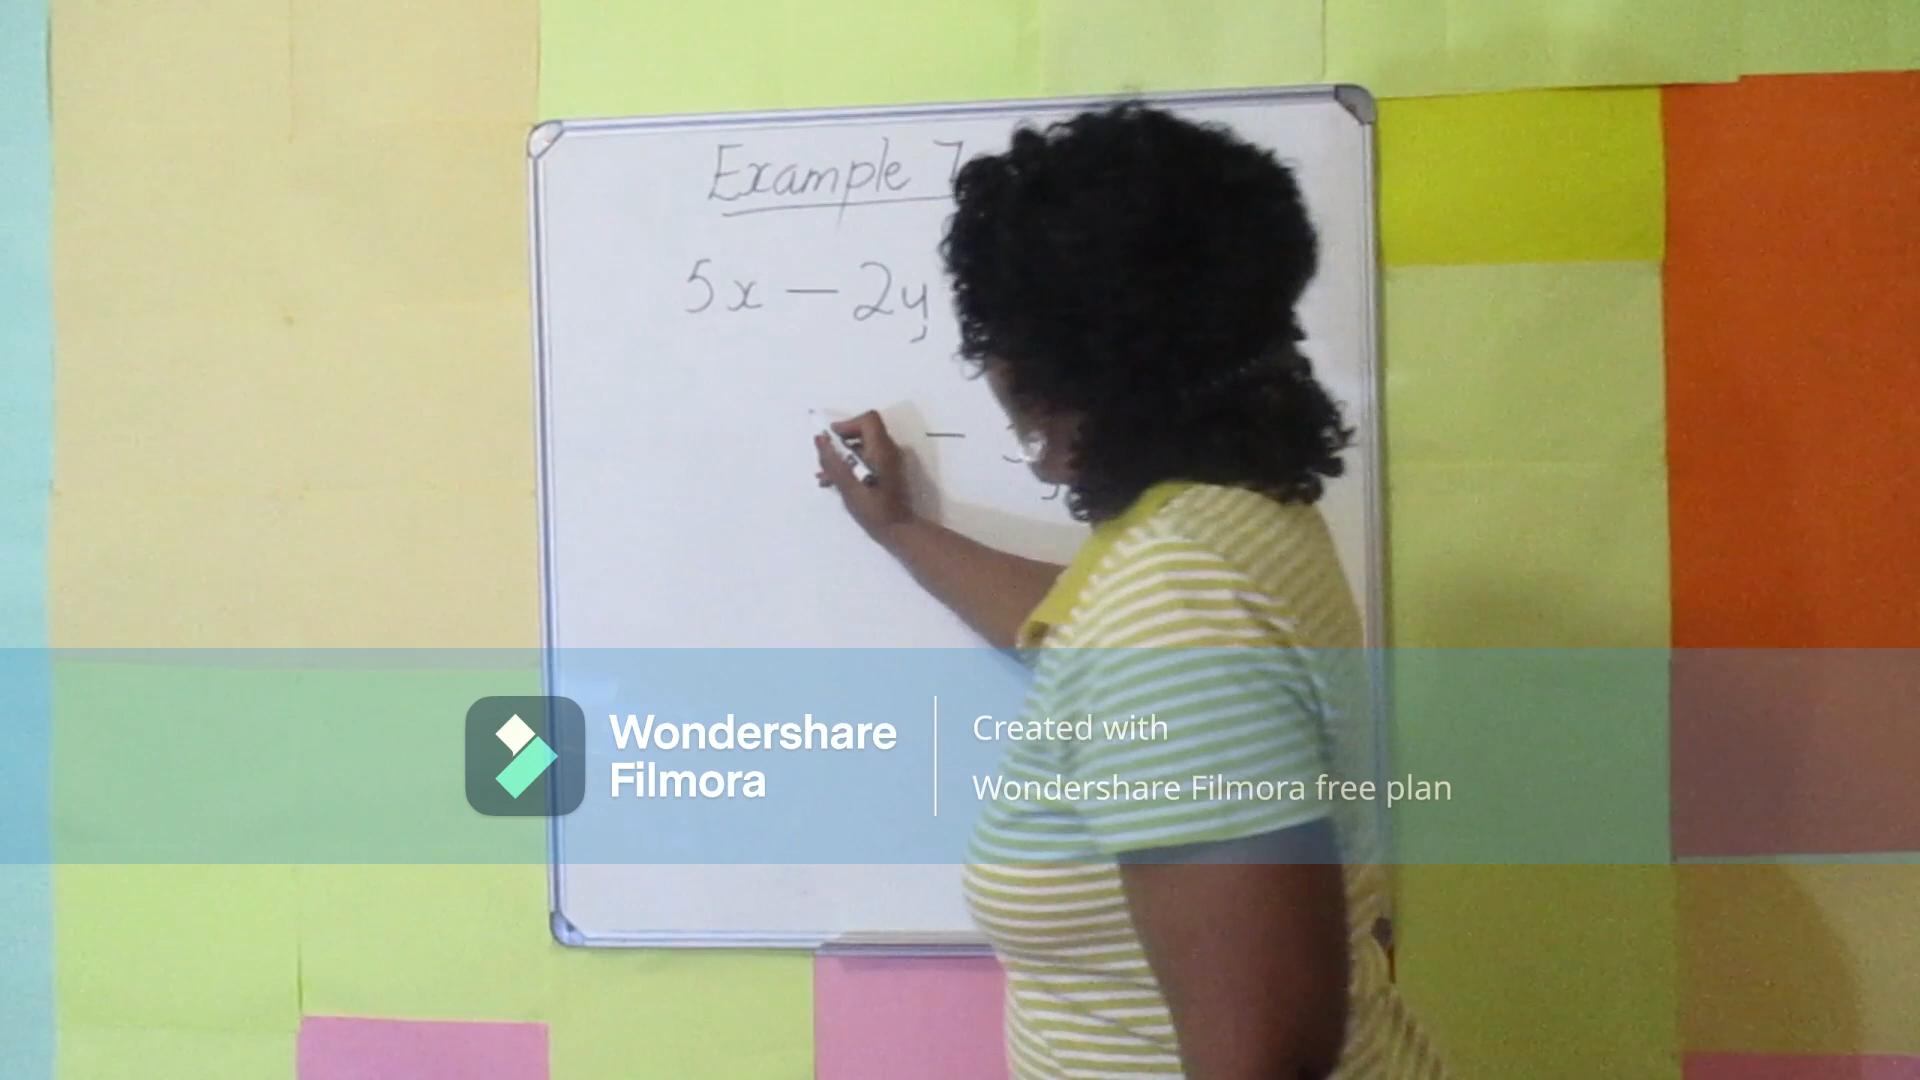 Example 7
5x − 2y
−
Wondershare
Filmora
Created with
Wondershare Filmora free plan